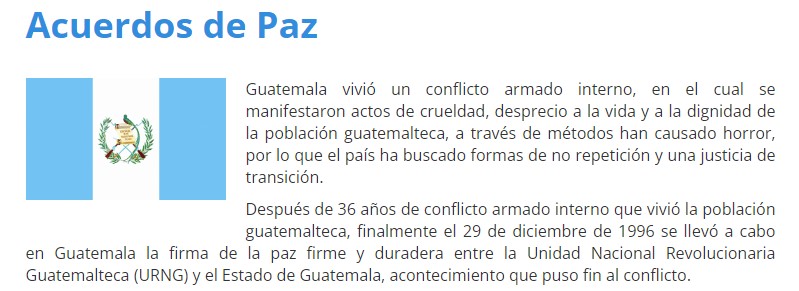 Acuerdos de Paz
Guatemala vivió un conflicto armado interno, en el cual se
manifestaron actos de crueldad, desprecio a la vida y a la dignidad de
la población guatemalteca, a través de métodos han causado horror,
por lo que el país ha buscado formas de no repetición y una justicia de
transición.
Después de 36 años de conflicto armado interno que vivió la población
guatemalteca, finalmente el 29 de diciembre de 1996 se llevó a cabo
en Guatemala la firma de la paz firme y duradera entre la Unidad Nacional Revolucionaria
Guatemalteca (URNG) y el Estado de Guatemala, acontecimiento que puso fin al conflicto.